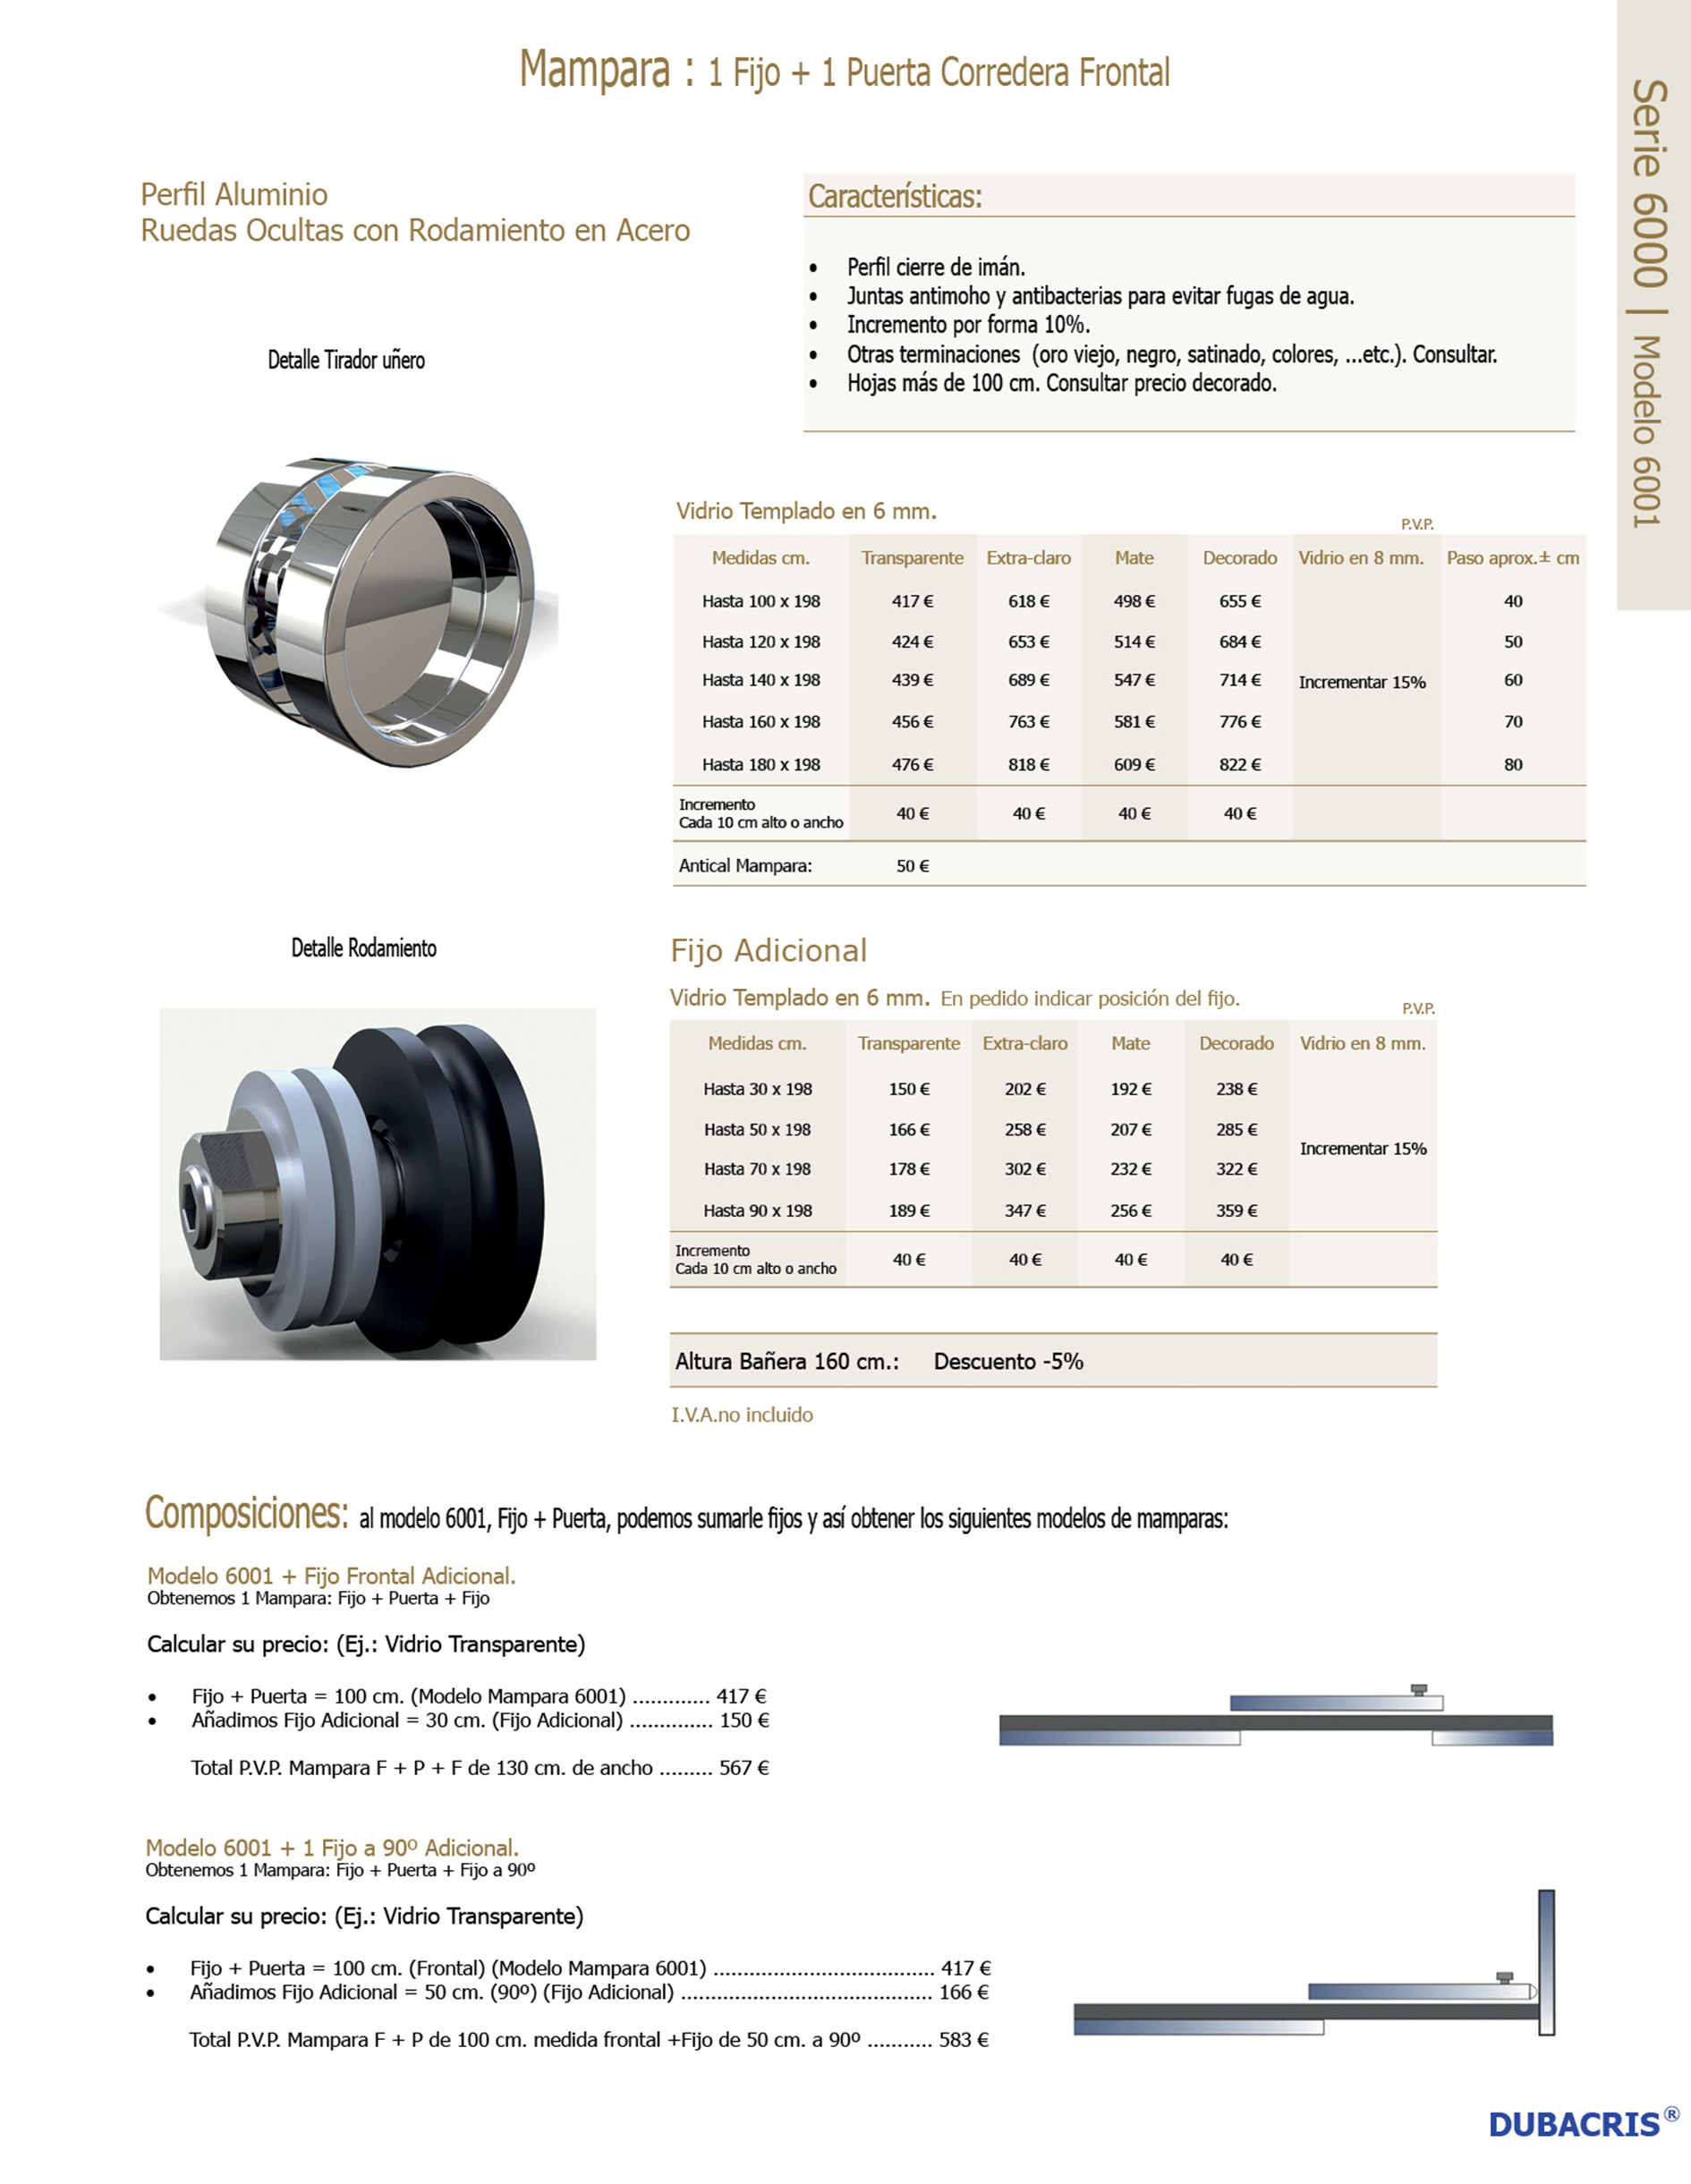 Mampara : 1 Fijo + 1 Puerta Corredera Frontal
Serie 6000 | Modelo 6001
Perfil Aluminio
Ruedas Ocultas con Rodamiento en Acero
Características:
• Perfil cierre de imán.
• Juntas antimoho y antibacterias para evitar fugas de agua.
• Incremento por forma 10%.
• Otras terminaciones (oro viejo, negro, satinado, colores, ...etc.). Consultar.
• Hojas más de 100 cm. Consultar precio decorado.
Detalle Tirador uñero
Vidrio Templado en 6 mm.
P.V.P.
Medidas cm. Transparente Extra-claro Mate Decorado Vidrio en 8 mm. Paso aprox.± cm
Hasta 100 x 198 417 € 618 € 498 € 655 € 40
Hasta 120 x 198 424 € 653 € 514 € 684 € 50
Hasta 140 x 198 439 € 689 € 547 € 714 € Incrementar 15% 60
Hasta 160 x 198 456 € 763 € 581 € 776 € 70
Hasta 180 x 198 476 € 818 € 609 € 822 € 80
Incremento
Cada 10 cm alto o ancho 40 € 40 € 40 € 40 €
Antical Mampara: 50 €
Detalle Rodamiento
Fijo Adicional
Vidrio Templado en 6 mm. En pedido indicar posición del fijo.
P.V.P.
Medidas cm. Transparente Extra-claro Mate Decorado Vidrio en 8 mm.
Hasta 30 x 198 150 € 202 € 192 € 238 €
Hasta 50 x 198 166 € 258 € 207 € 285 €
Incrementar 15%
Hasta 70 x 198 178 € 302 € 232 € 322 €
Hasta 90 x 198 189 € 347 € 256 € 359 €
Incremento
Cada 10 cm alto o ancho 40 € 40 € 40 € 40 €
Altura Bañera 160 cm.: Descuento -5%
I.V.A.no incluido
Composiciones: al modelo 6001, Fijo + Puerta, podemos sumarle fijos y así obtener los siguientes modelos de mamparas:
Modelo 6001 + Fijo Frontal Adicional.
Obtenemos 1 Mampara: Fijo + Puerta + Fijo
Calcular su precio: (Ej.: Vidrio Transparente)
• Fijo + Puerta = 100 cm. (Modelo Mampara 6001) ............. 417 €
• Añadimos Fijo Adicional = 30 cm. (Fijo Adicional) .............. 150 €
Total P.V.P. Mampara F + P + F de 130 cm. de ancho ......... 567 €
Modelo 6001 + 1 Fijo a 90º Adicional.
Obtenemos 1 Mampara: Fijo + Puerta + Fijo a 90º
Calcular su precio: (Ej.: Vidrio Transparente)
• Fijo + Puerta = 100 cm. (Frontal) (Modelo Mampara 6001) ..................................... 417 €
• Añadimos Fijo Adicional = 50 cm. (90º) (Fijo Adicional) .......................................... 166 €
Total P.V.P. Mampara F + P de 100 cm. medida frontal +Fijo de 50 cm. a 90º ........... 583 €
DUBACRIS®